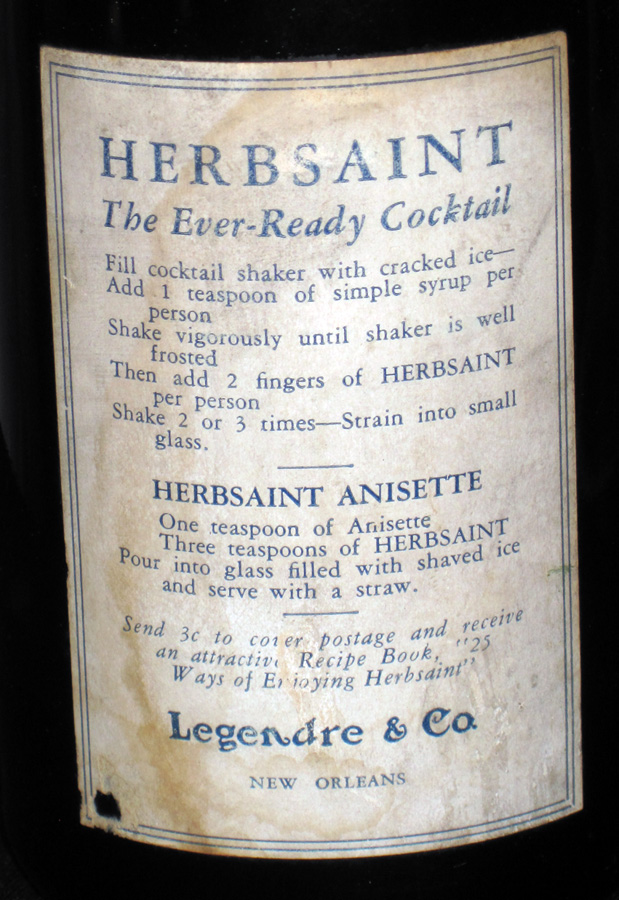 HERBSAINT
The Ever-Ready Cocktail
Fill cocktail shaker with cracked ice—
Add 1 teaspoon of simple syrup per
person
Shake vigorously until shaker is well
frosted
Then add 2 fingers of HERBSAINT
per person
Shake 2 or 3 times—Strain into small
glass.
HERBSAINT ANISETTE
One teaspoon of Anisette
Three teaspoons of HERBSAINT
Pour into glass filled with shaved ice
and serve with a straw.
Send 3c to cover postage and receive
an attractive Recipe Book, "25
Ways of Enjoying Herbsaint"
Legendre & Co.
NEW ORLEANS